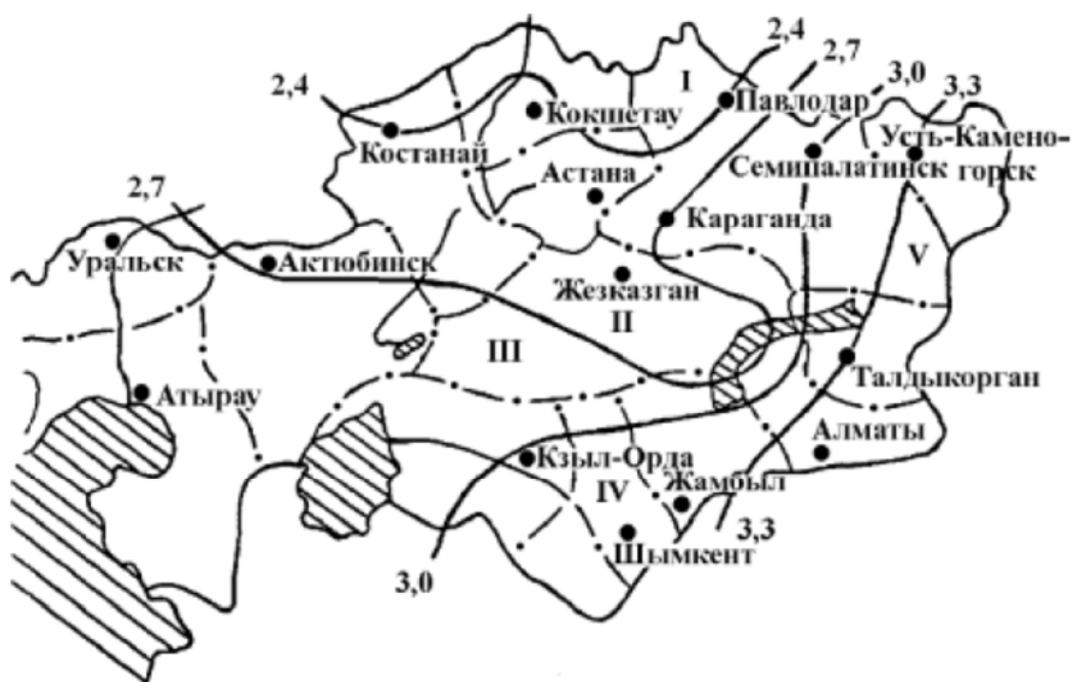 2,4
2,4
2,7
3,0
3,3
I
Кокшетау
Павлодар
Костанай
Усть-Камено-
горск
Семипалатинск
Астана
2,7
Караганда
Уральск
Актюбинск
V
Жезказган
II
III
Атырау
Талдыкорган
Алматы
Кзыл-Орда
IV
Жамбыл
3,3
Шымкент
3,0